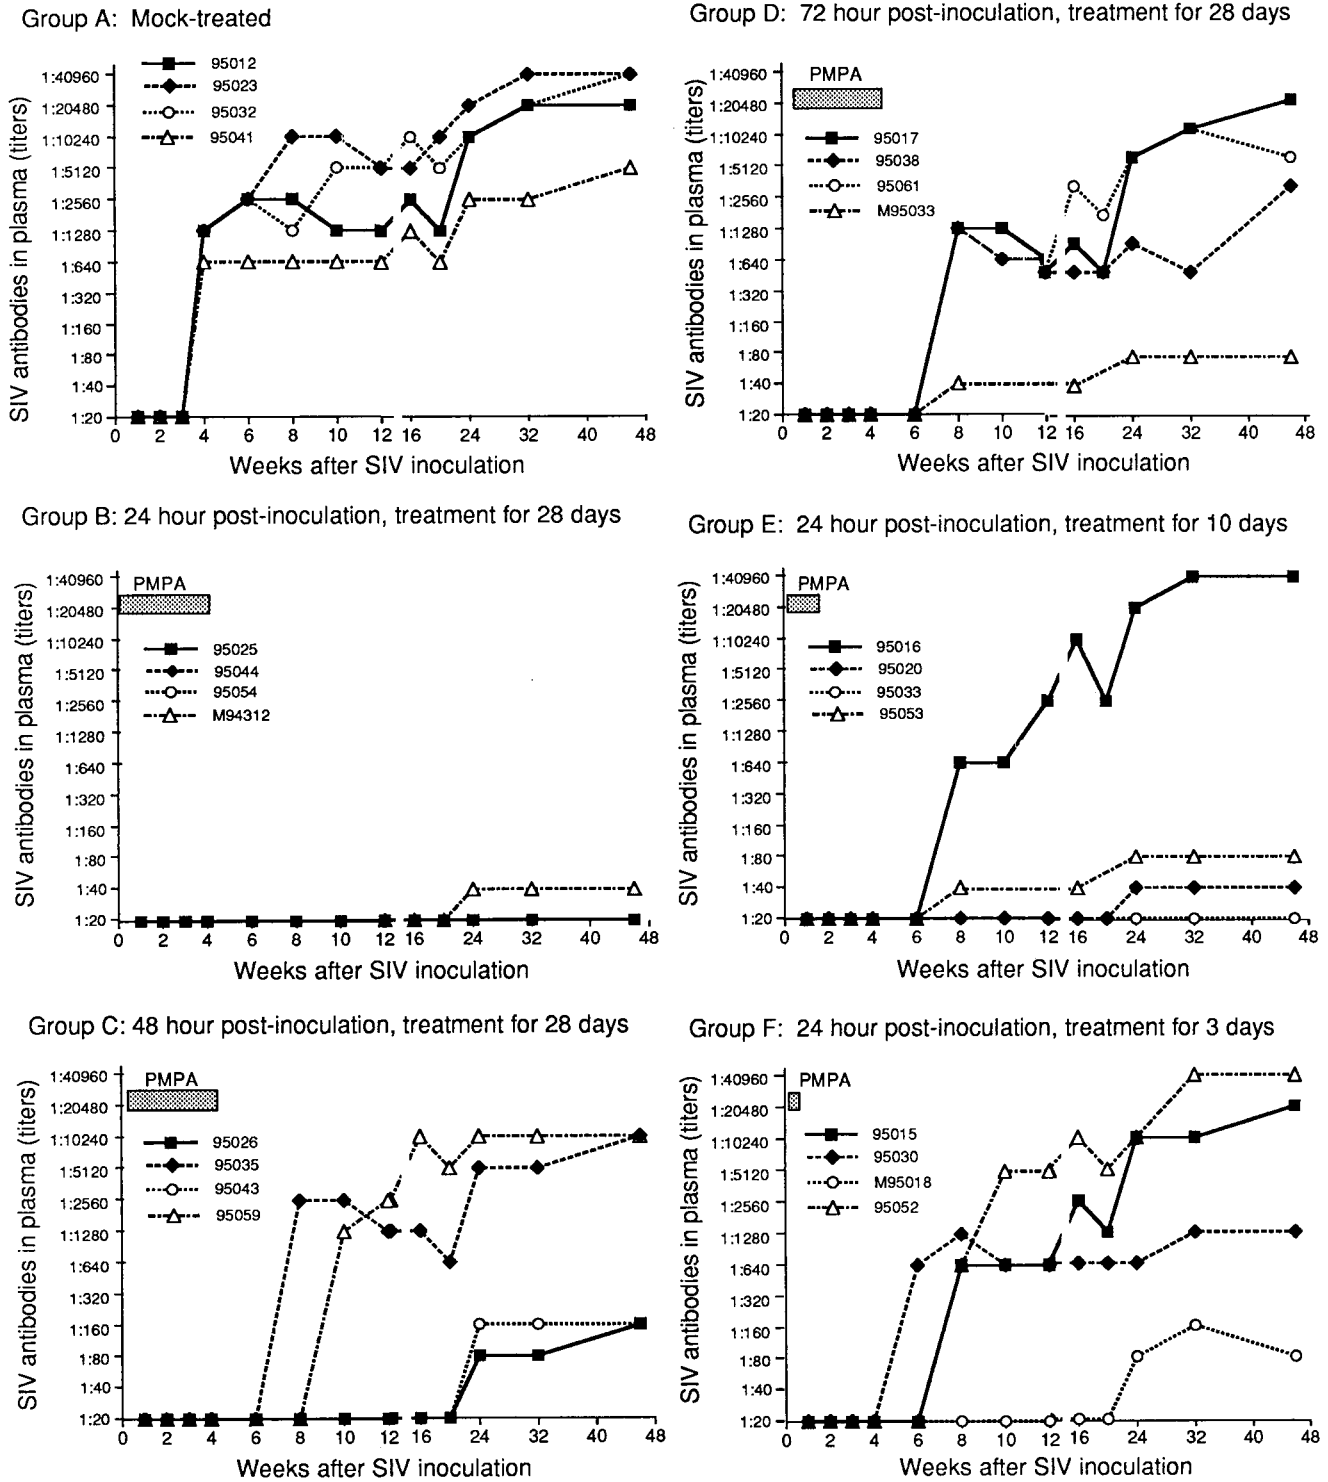 Group A: Mock-treated
SIV antibodies in plasma (titers)
1:40960
1:20480
1:10240
1:5120
1:2560
1:1280
1:640
1:320
1:160
1:80
1:40
1:20
95012
95023
95032
95041
0 2 4 6 8 10 12 16 24 32 40 48
Weeks after SIV inoculation
Group D: 72 hour post-inoculation, treatment for 28 days
SIV antibodies in plasma (titers)
1:40960
1:20480
1:10240
1:5120
1:2560
1:1280
1:640
1:320
1:160
1:80
1:40
1:20
PMPA
95017
95038
95061
M95033
0 2 4 6 8 10 12 16 24 32 40 48
Weeks after SIV inoculation
Group B: 24 hour post-inoculation, treatment for 28 days
SIV antibodies in plasma (titers)
1:40960
1:20480
1:10240
1:5120
1:2560
1:1280
1:640
1:320
1:160
1:80
1:40
1:20
PMPA
95025
95044
95054
M94312
0 2 4 6 8 10 12 16 24 32 40 48
Weeks after SIV inoculation
Group E: 24 hour post-inoculation, treatment for 10 days
SIV antibodies in plasma (titers)
1:40960
1:20480
1:10240
1:5120
1:2560
1:1280
1:640
1:320
1:160
1:80
1:40
1:20
PMPA
95016
95020
95033
95053
0 2 4 6 8 10 12 16 24 32 40 48
Weeks after SIV inoculation
Group C: 48 hour post-inoculation, treatment for 28 days
SIV antibodies in plasma (titers)
1:40960
1:20480
1:10240
1:5120
1:2560
1:1280
1:640
1:320
1:160
1:80
1:40
1:20
PMPA
95026
95035
95043
95059
0 2 4 6 8 10 12 16 24 32 40 48
Weeks after SIV inoculation
Group F: 24 hour post-inoculation, treatment for 3 days
SIV antibodies in plasma (titers)
1:40960
1:20480
1:10240
1:5120
1:2560
1:1280
1:640
1:320
1:160
1:80
1:40
1:20
PMPA
95015
95030
M95018
95052
0 2 4 6 8 10 12 16 24 32 40 48
Weeks after SIV inoculation